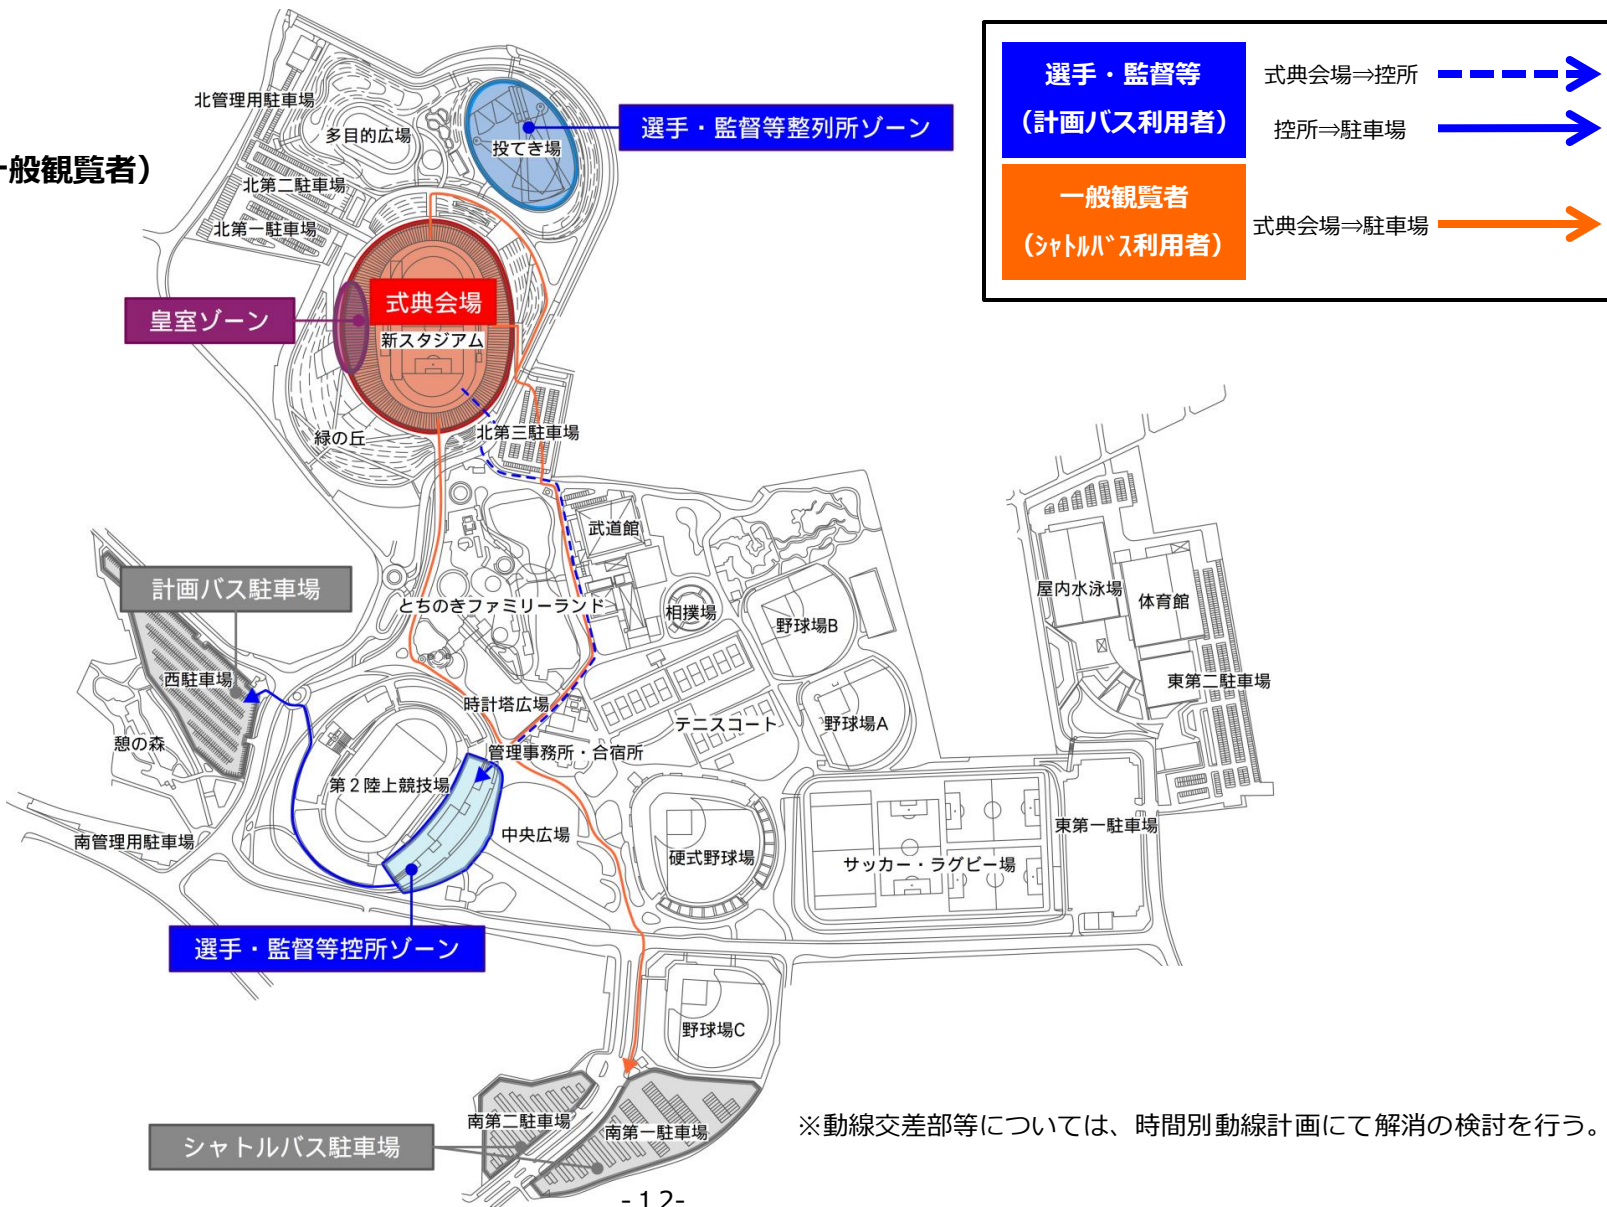 一般観覧者）
選手・監督等
（計画バス利用者）
式典会場⇒控所
控所⇒駐車場
一般観覧者
（ｼｬﾄﾙﾊﾞｽ利用者）
式典会場⇒駐車場
北管理用駐車場
多目的広場
投てき場
選手・監督等整列所ゾーン
北第二駐車場
北第一駐車場
皇室ゾーン
式典会場
新スタジアム
緑の丘
北第三駐車場
武道館
計画バス駐車場
とちのきファミリーランド
相撲場
野球場B
屋内水泳場
体育館
西駐車場
東第二駐車場
時計塔広場
テニスコート
野球場A
憩の森
管理事務所・合宿所
第２陸上競技場
南管理用駐車場
中央広場
硬式野球場
サッカー・ラグビー場
東第一駐車場
選手・監督等控所ゾーン
野球場C
南第二駐車場
南第一駐車場
シャトルバス駐車場
※動線交差部等については、時間別動線計画にて解消の検討を行う。
-１2-